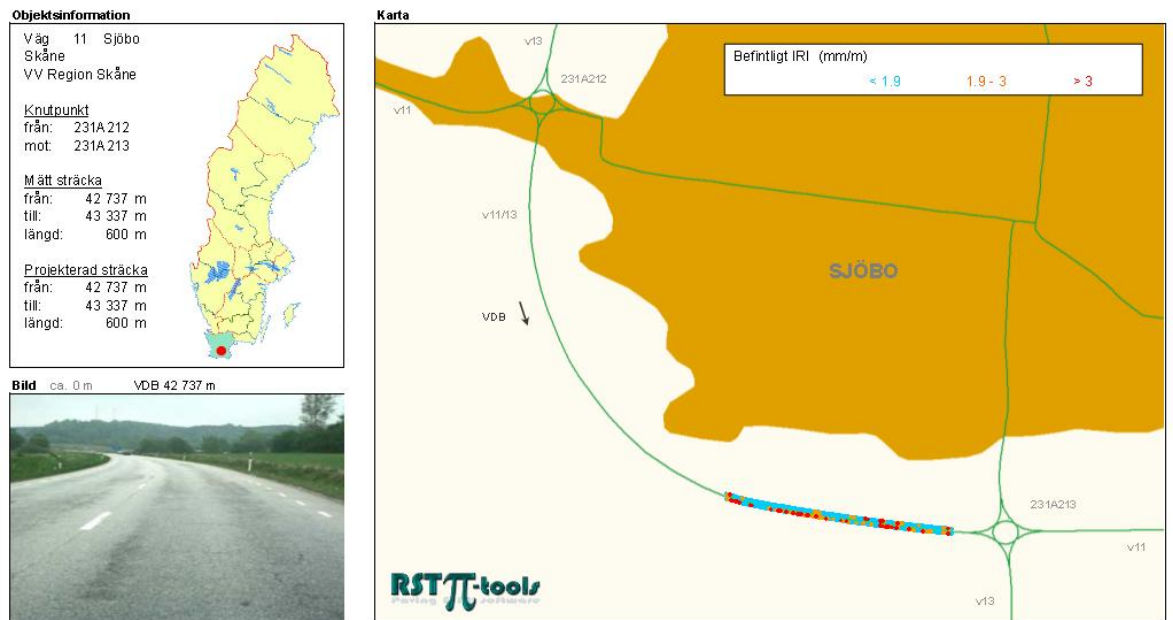 Objektsinformation
Väg 11 Sjöbo
Skåne
VV Region Skåne
Knutpunkt
från: 231A 212
mot: 231A 213
Mätt sträcka
från: 42 737 m
till: 43 337 m
längd: 600 m
Projekterad sträcka
från: 42 737 m
till: 43 337 m
längd: 600 m
Bild ca. 0 m VDB 42 737 m
Karta
Befintligt IRI (mm/m)
< 1.9 1.9 - 3 > 3
v13
231A212
v11
v11/13
SJÖBO
VDB
231A213
v11
v13
RST π-tools